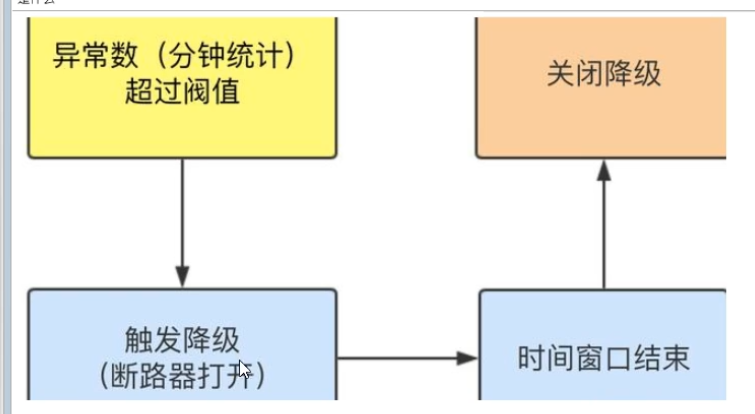 异常数（分钟统计）
超过阀值
关闭降级
触发降级
（断路器打开）
时间窗口结束